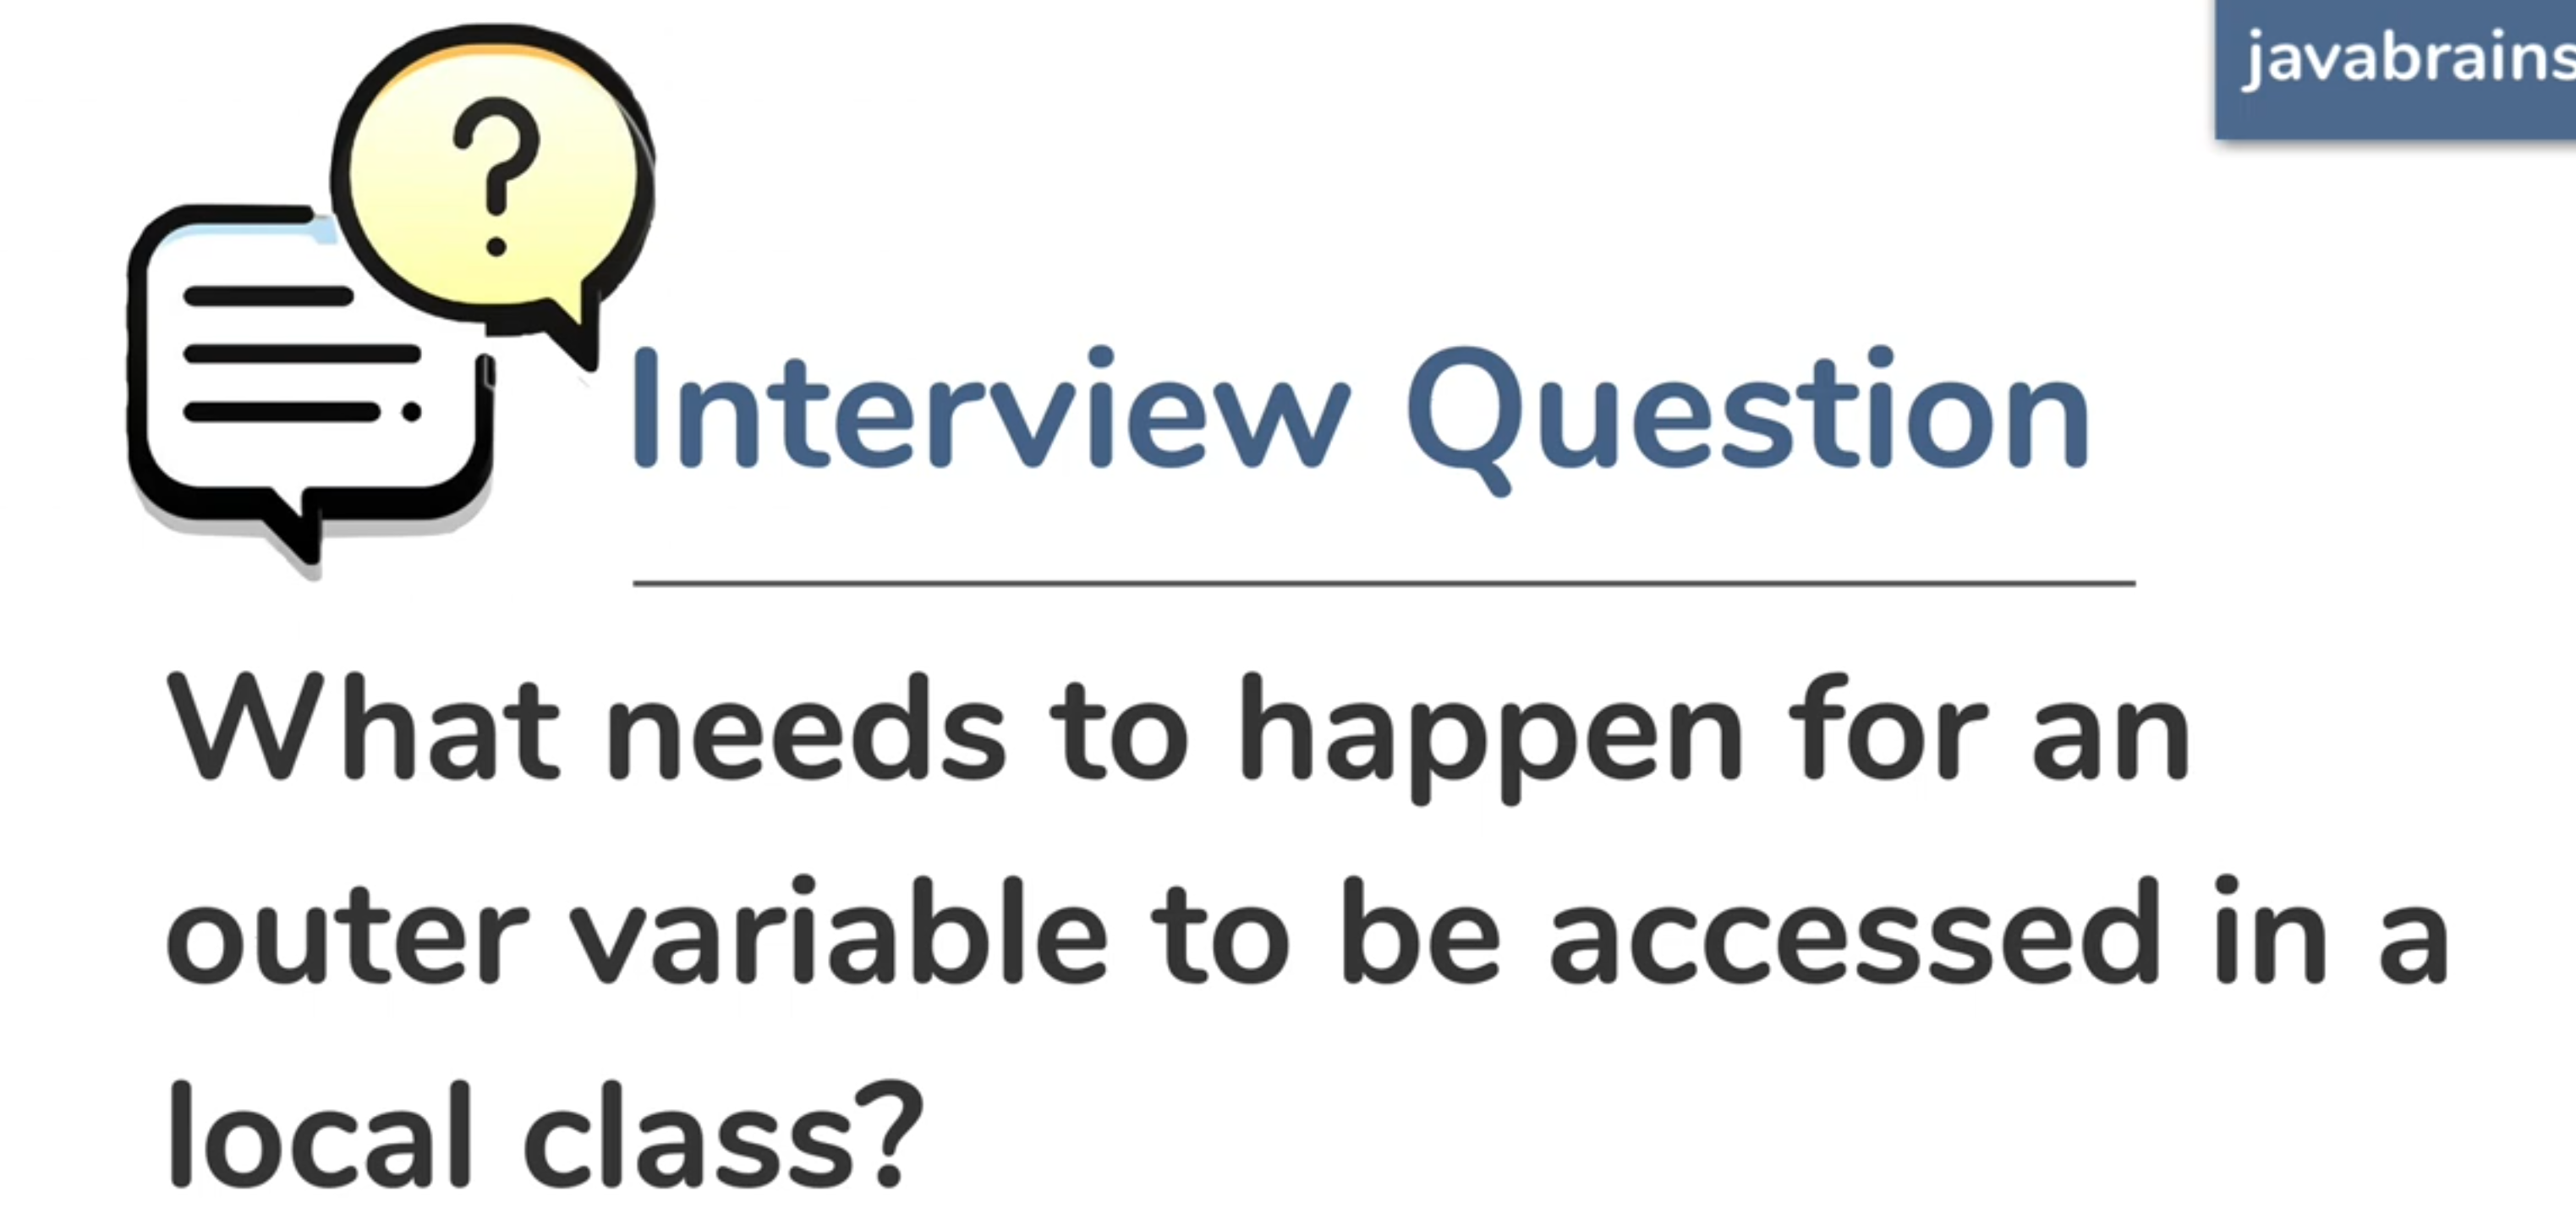 javabrains
Interview Question
What needs to happen for an
outer variable to be accessed in a
local class?